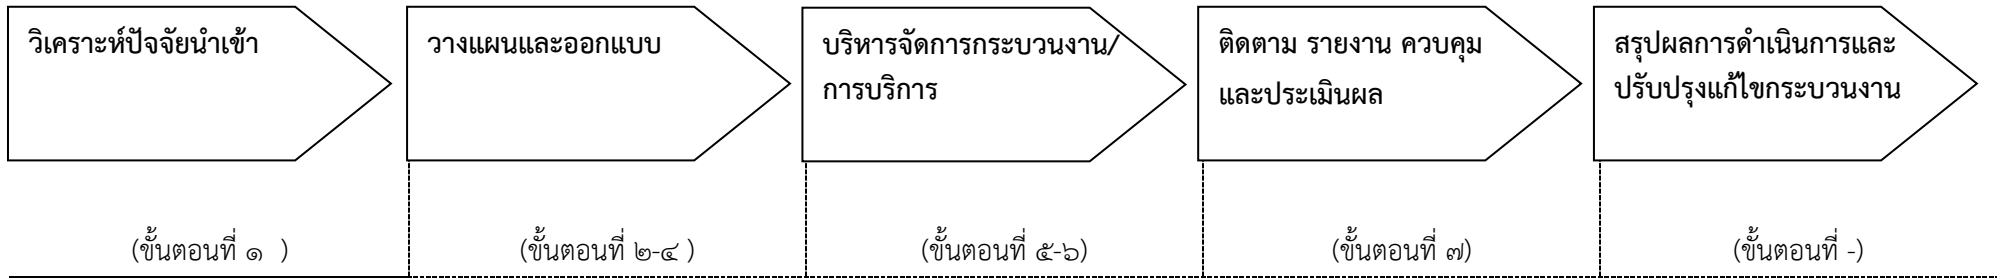 วิเคราะห์ปัจจัยนำเข้า
วางแผนและออกแบบ
บริหารจัดการกระบวนงาน/
การบริการ
ติดตาม รายงาน ควบคุม
และประเมินผล
สรุปผลการดำเนินการและ
ปรับปรุงแก้ไขกระบวนงาน
(ขั้นตอนที่ ๑ )
(ขั้นตอนที่ ๒-๔ )
(ขั้นตอนที่ ๕-๖)
(ขั้นตอนที่ ๗)
(ขั้นตอนที่ -)